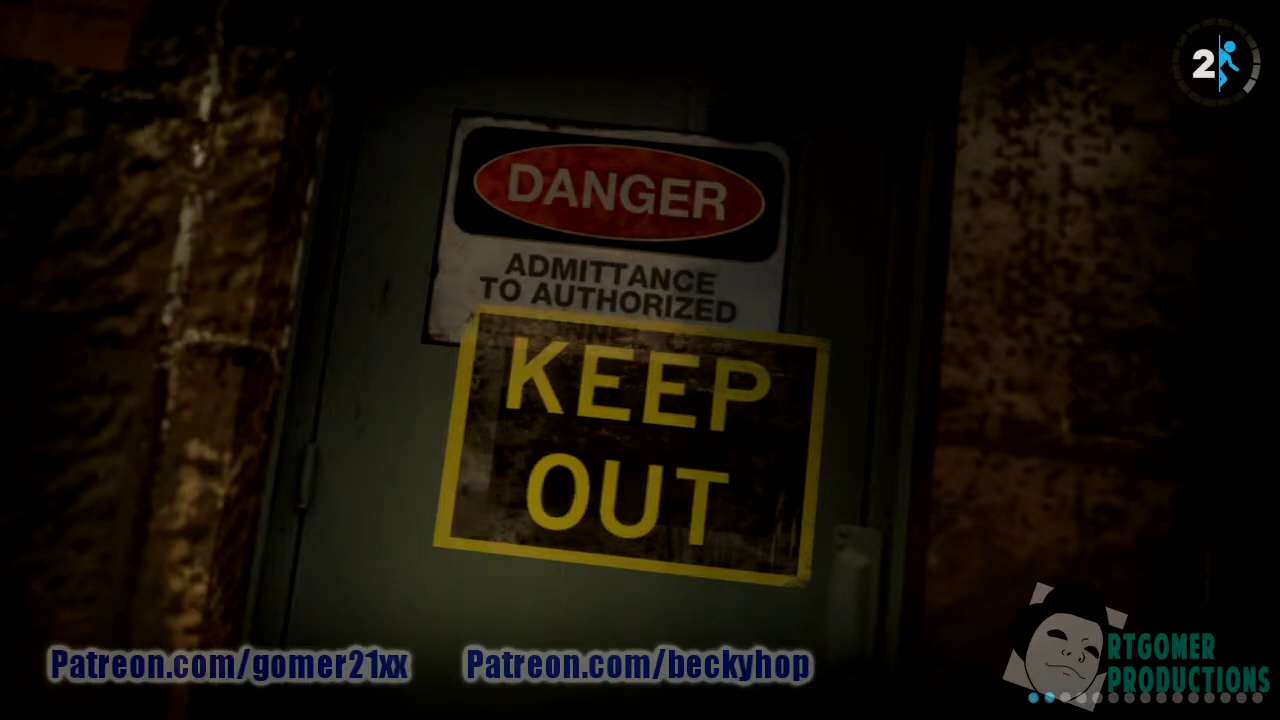 2
DANGER
ADMITTANCE
TO AUTHORIZED
KEEP
OUT
Patreon.com/gomer21xx
Patreon.com/beckyhop
RTGOMER
PRODUCTIONS